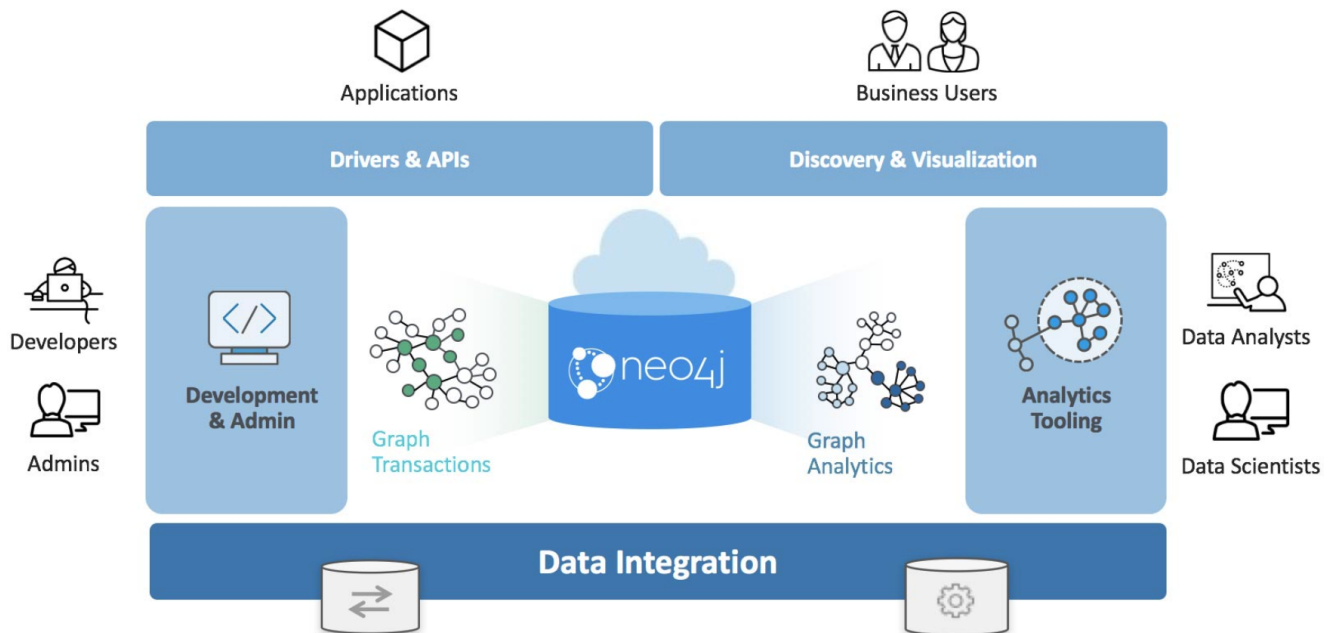 Applications
Business Users
Drivers & APIs
Discovery & Visualization
Developers
Admins
</>
Development
& Admin
Graph
Transactions
neo4j
Graph
Analytics
Analytics
Tooling
Data Analysts
Data Scientists
Data Integration